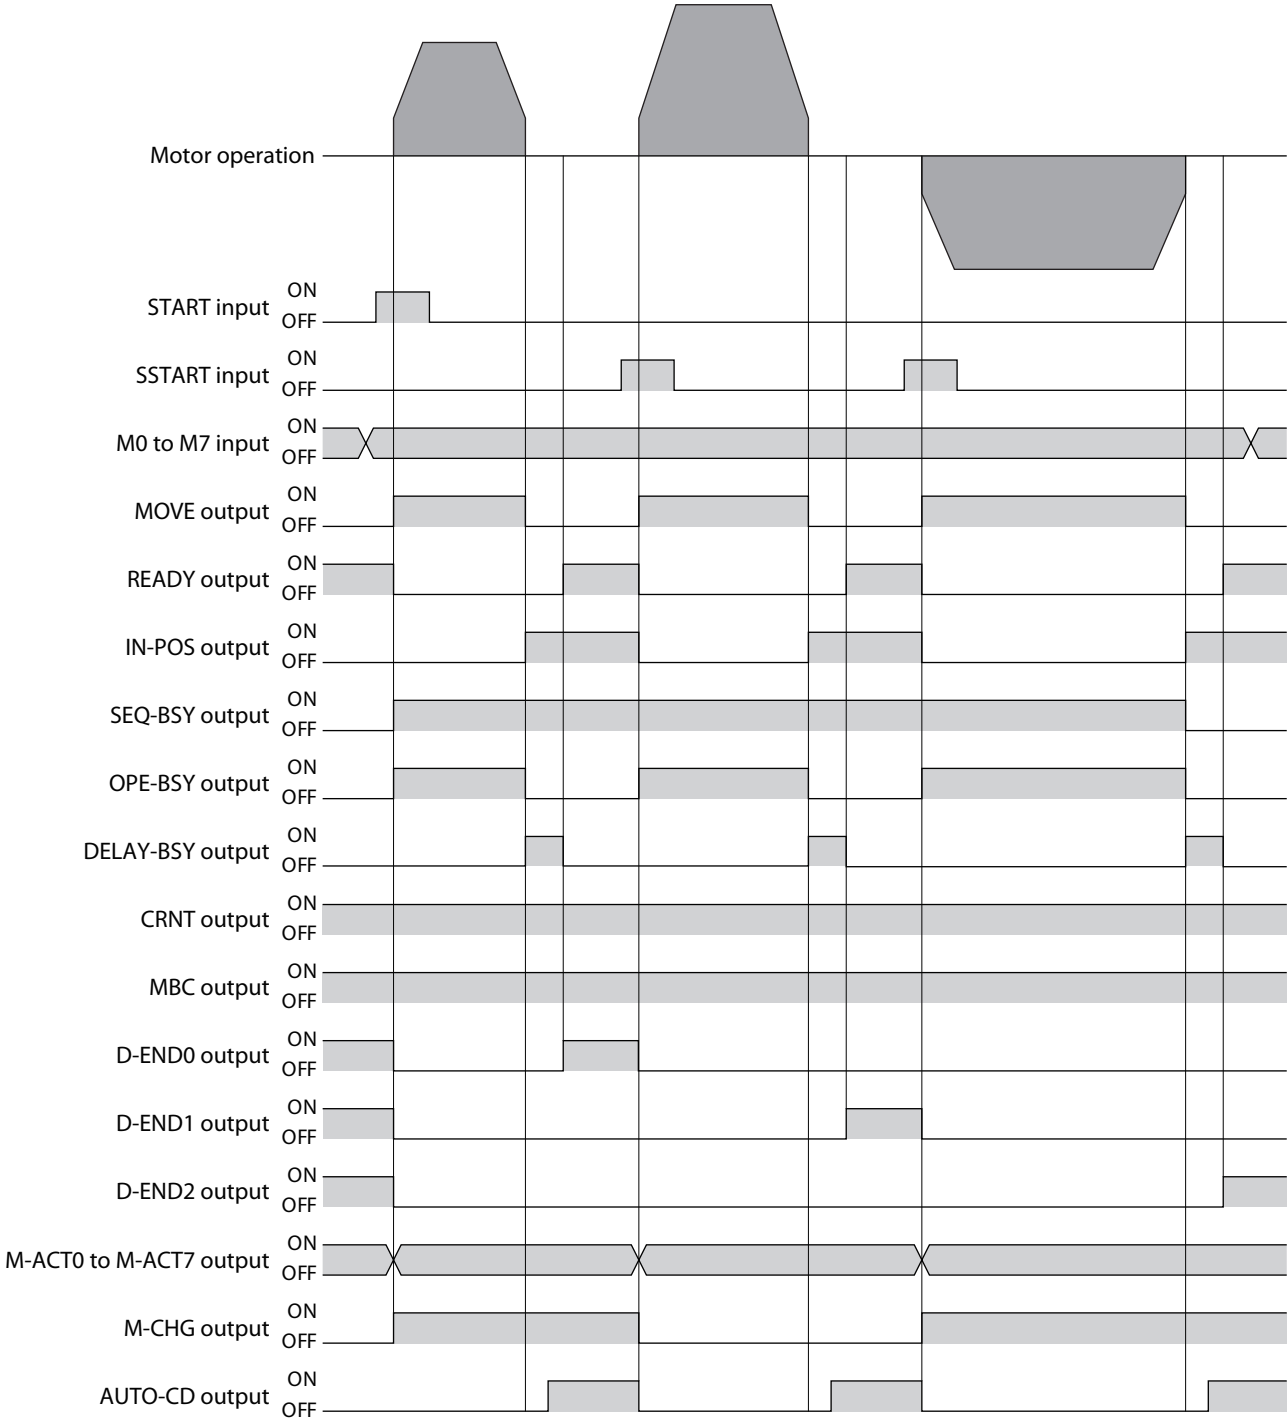 Motor operation
ON
START input
OFF
ON
SSTART input
OFF
ON
M0 to M7 input
OFF
ON
MOVE output
OFF
ON
READY output
OFF
ON
IN-POS output
OFF
ON
SEQ-BSY output
OFF
ON
OPE-BSY output
OFF
ON
DELAY-BSY output
OFF
ON
CRNT output
OFF
ON
MBC output
OFF
ON
D-END0 output
OFF
ON
D-END1 output
OFF
ON
D-END2 output
OFF
ON
M-ACT0 to M-ACT7 output
OFF
ON
M-CHG output
OFF
ON
AUTO-CD output
OFF